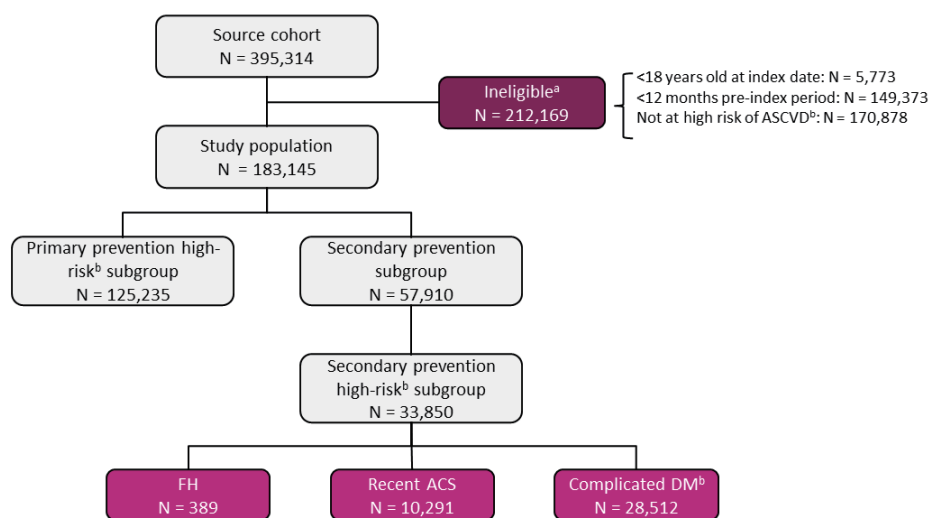 Source cohort
N = 395,314
Ineligibleᵃ
N = 212,169
<18 years old at index date: N = 5,773
<12 months pre-index period: N = 149,373
Not at high risk of ASCVDᵇ: N = 170,878
Study population
N = 183,145
Primary prevention high-
riskᵇ subgroup
N = 125,235
Secondary prevention
subgroup
N = 57,910
Secondary prevention
high-riskᵇ subgroup
N = 33,850
FH
N = 389
Recent ACS
N = 10,291
Complicated DMᵇ
N = 28,512